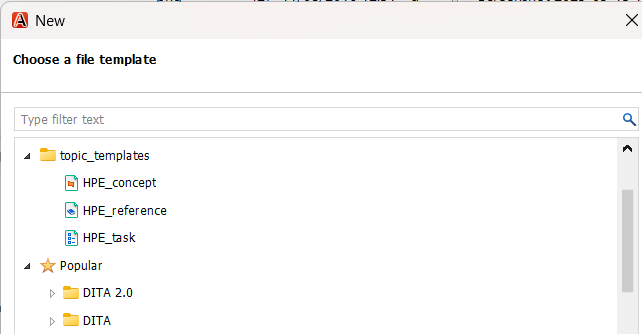 New
Choose a file template
Type filter text
topic_templates
HPE_concept
HPE_reference
HPE_task
Popular
DITA 2.0
DITA